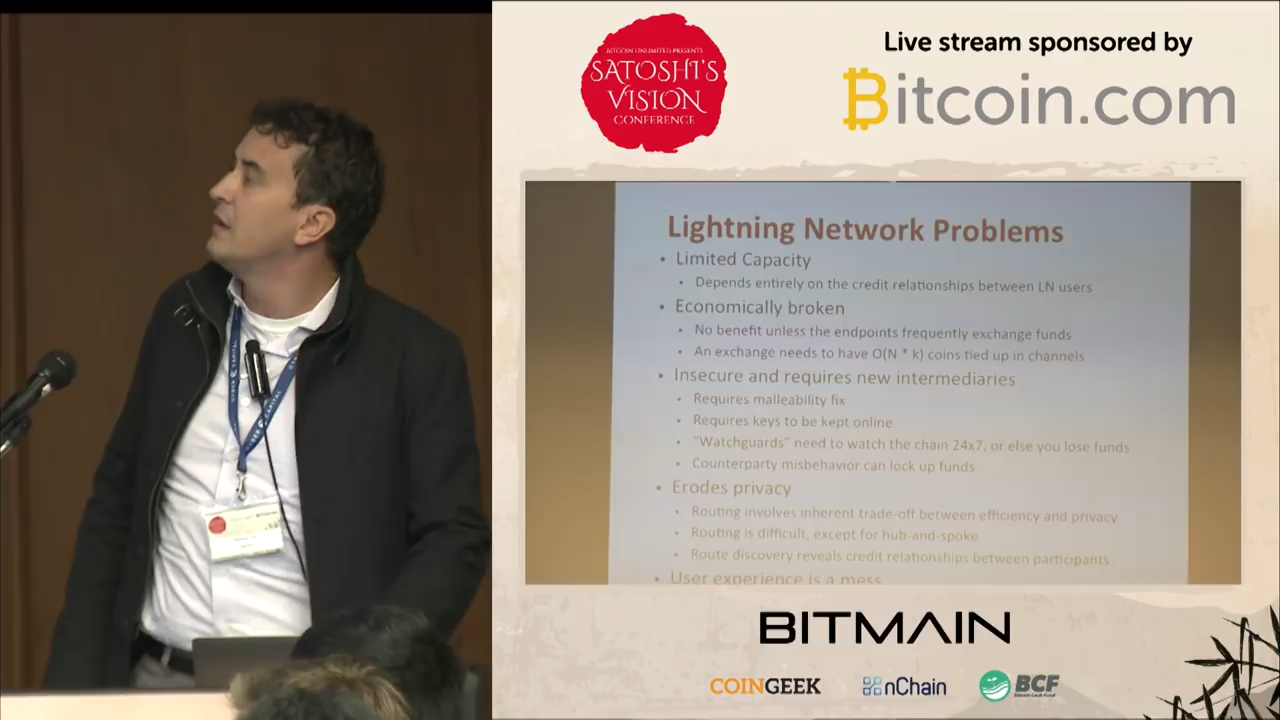 BITCOIN UNLIMITED PRESENTS
SATOSHI'S
VISION
CONFERENCE
Live stream sponsored by
Bitcoin.com
Lightning Network Problems
• Limited Capacity
• Depends entirely on the credit relationships between LN users
• Economically broken
• No benefit unless the endpoints frequently exchange funds
• An exchange needs to have O(N * k) coins tied up in channels
• Insecure and requires new intermediaries
• Requires malleability fix
• Requires keys to be kept online
• "Watchguards" need to watch the chain 24x7, or else you lose funds
• Counterparty misbehavior can lock up funds
• Erodes privacy
• Routing involves inherent trade-off between efficiency and privacy
• Routing is difficult, except for hub-and-spoke
• Route discovery reveals credit relationships between participants
• User experience is a mess
BITMAIN
COINGEEK
nChain
BCF
CYBER CAPITAL